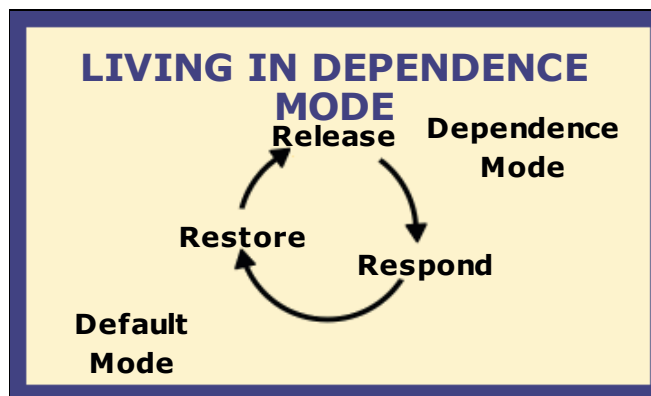 LIVING IN DEPENDENCE
MODE
Release
Dependence
Mode
Restore
Respond
Default
Mode